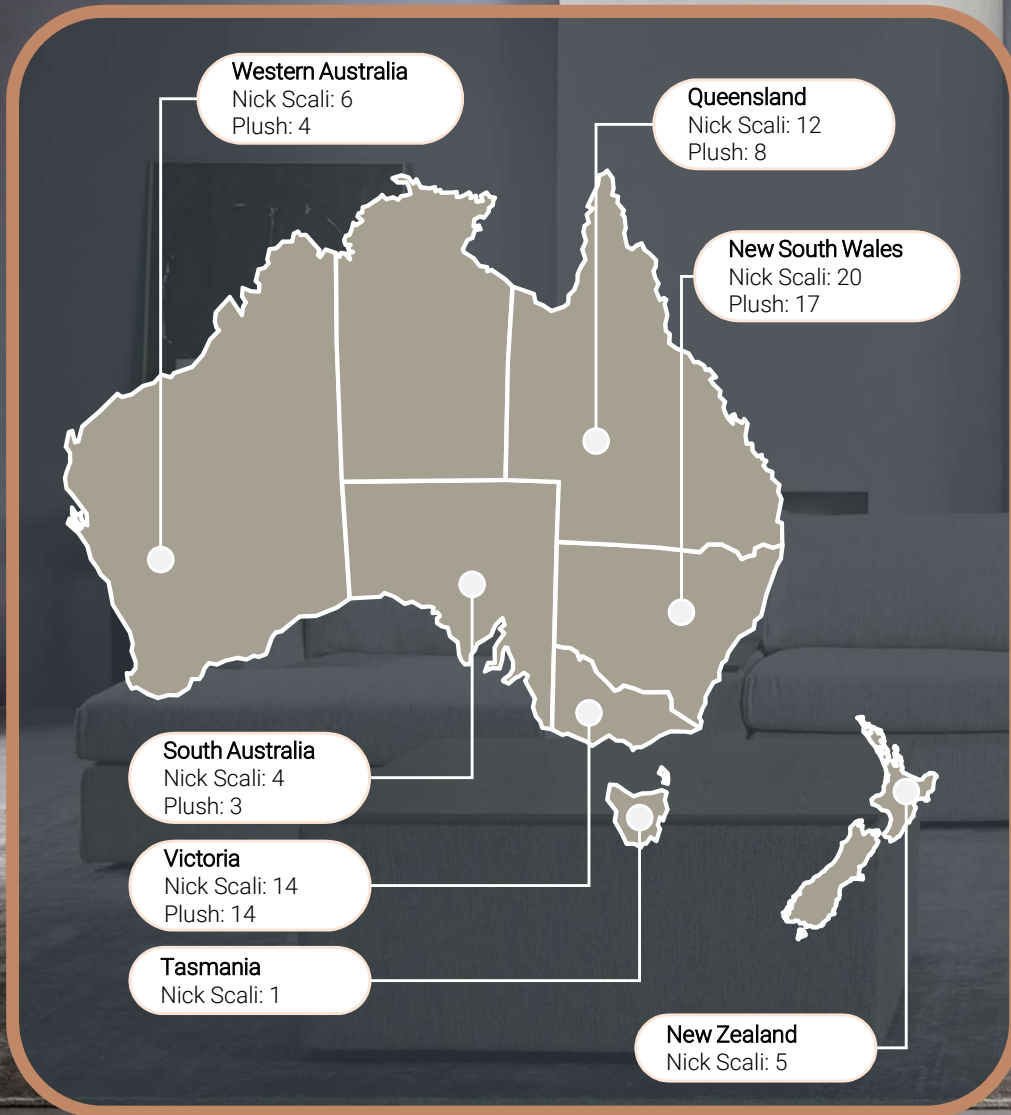 Western Australia
Nick Scali: 6
Plush: 4
Queensland
Nick Scali: 12
Plush: 8
New South Wales
Nick Scali: 20
Plush: 17
South Australia
Nick Scali: 4
Plush: 3
Victoria
Nick Scali: 14
Plush: 14
Tasmania
Nick Scali: 1
New Zealand
Nick Scali: 5